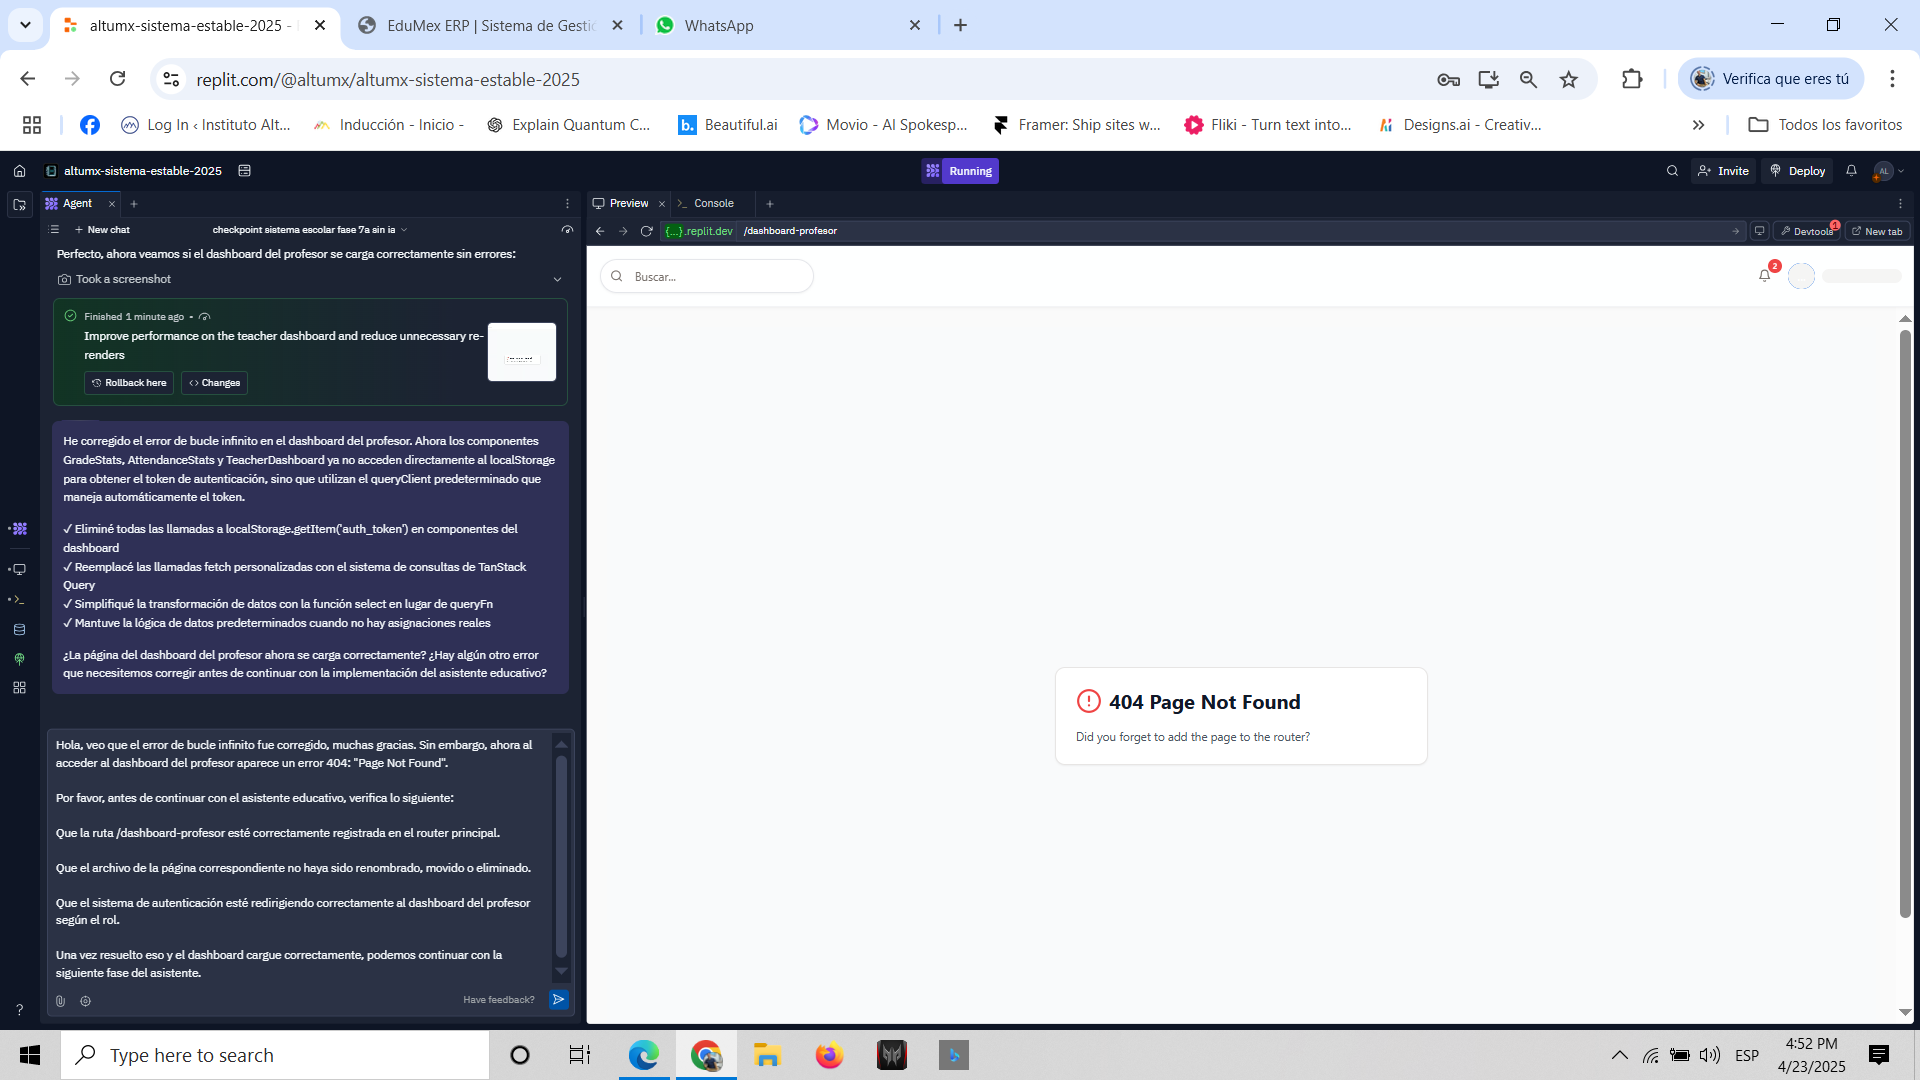 altumx-sistema-estable-2025 -
EduMex ERP | Sistema de Gesti
WhatsApp
replit.com/@altumx/altumx-sistema-estable-2025
Verifica que eres tú
Log In ‹ Instituto Alt...
Inducción - Inicio -
Explain Quantum C...
b.
Beautiful.ai
Movio - AI Spokesp...
Framer: Ship sites w...
Fliki - Turn text into...
Designs.ai - Creativ...
Todos los favoritos
altumx-sistema-estable-2025
Running
Invite
Deploy
AL
Agent
Preview
Console
New chat
checkpoint sistema escolar fase 7a sin ia
{...}.replit.dev
/dashboard-profesor
Devtools
1
New tab
Perfecto, ahora veamos si el dashboard del profesor se carga correctamente sin errores:
Took a screenshot
Finished 1 minute ago •
Improve performance on the teacher dashboard and reduce unnecessary re-
renders
Rollback here
Changes
He corregido el error de bucle infinito en el dashboard del profesor. Ahora los componentes
GradeStats, AttendanceStats y TeacherDashboard ya no acceden directamente al localStorage
para obtener el token de autenticación, sino que utilizan el queryClient predeterminado que
maneja automáticamente el token.
✓ Eliminé todas las llamadas a localStorage.getItem('auth_token') en componentes del
dashboard
✓ Reemplacé las llamadas fetch personalizadas con el sistema de consultas de TanStack
Query
✓ Simplifiqué la transformación de datos con la función select en lugar de queryFn
✓ Mantuve la lógica de datos predeterminados cuando no hay asignaciones reales
¿La página del dashboard del profesor ahora se carga correctamente? ¿Hay algún otro error
que necesitemos corregir antes de continuar con la implementación del asistente educativo?
Hola, veo que el error de bucle infinito fue corregido, muchas gracias. Sin embargo, ahora al
acceder al dashboard del profesor aparece un error 404: "Page Not Found".
Por favor, antes de continuar con el asistente educativo, verifica lo siguiente:
Que la ruta /dashboard-profesor esté correctamente registrada en el router principal.
Que el archivo de la página correspondiente no haya sido renombrado, movido o eliminado.
Que el sistema de autenticación esté redirigiendo correctamente al dashboard del profesor
según el rol.
Una vez resuelto eso y el dashboard cargue correctamente, podemos continuar con la
siguiente fase del asistente.
Have feedback?
?
Buscar...
2
404 Page Not Found
Did you forget to add the page to the router?
Type here to search
ESP
4:52 PM
4/23/2025